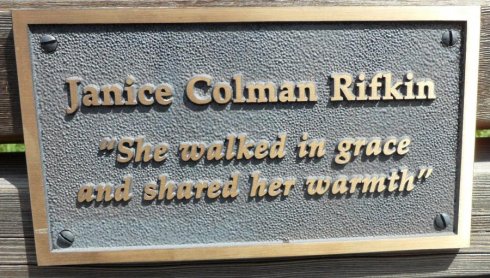 Janice Colman Rifkin
"She walked in grace
and shared her warmth"